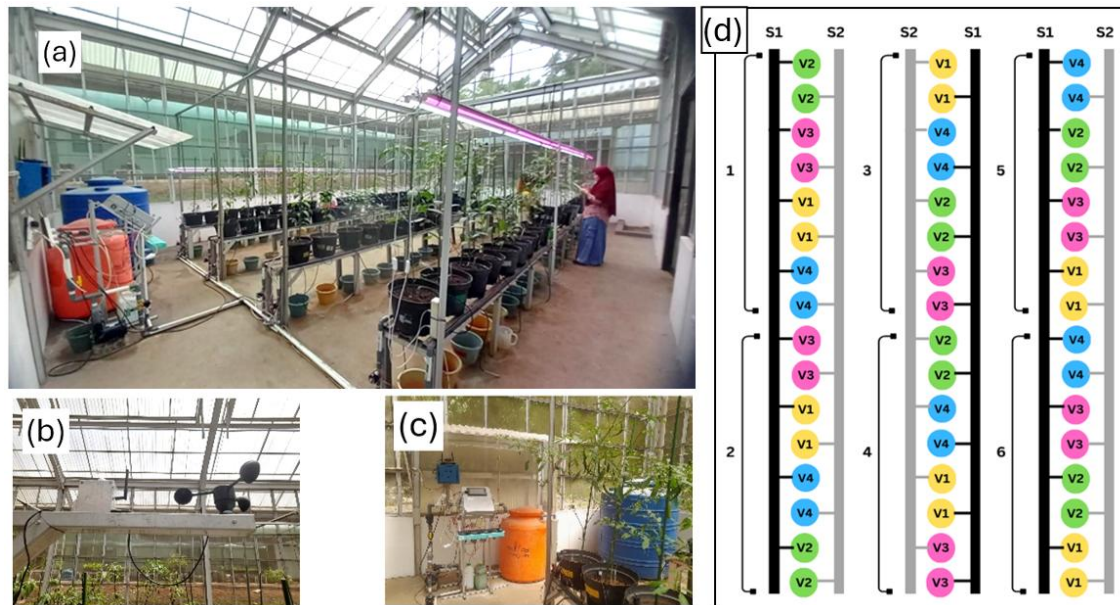 (a)
(b)
(c)
(d)
S1 S2 S2 S1 S1 S2
V2 V1 V4
V2 V1 V4
V3 V4 V2
1 V3 3 V4 5 V2
V1 V2 V3
V1 V2 V3
V4 V3 V1
V4 V3 V1
V3 V2 V4
V3 V2 V4
V1 V4 V3
2 V1 4 V4 6 V3
V4 V1 V2
V4 V1 V2
V2 V3 V1
V2 V3 V1